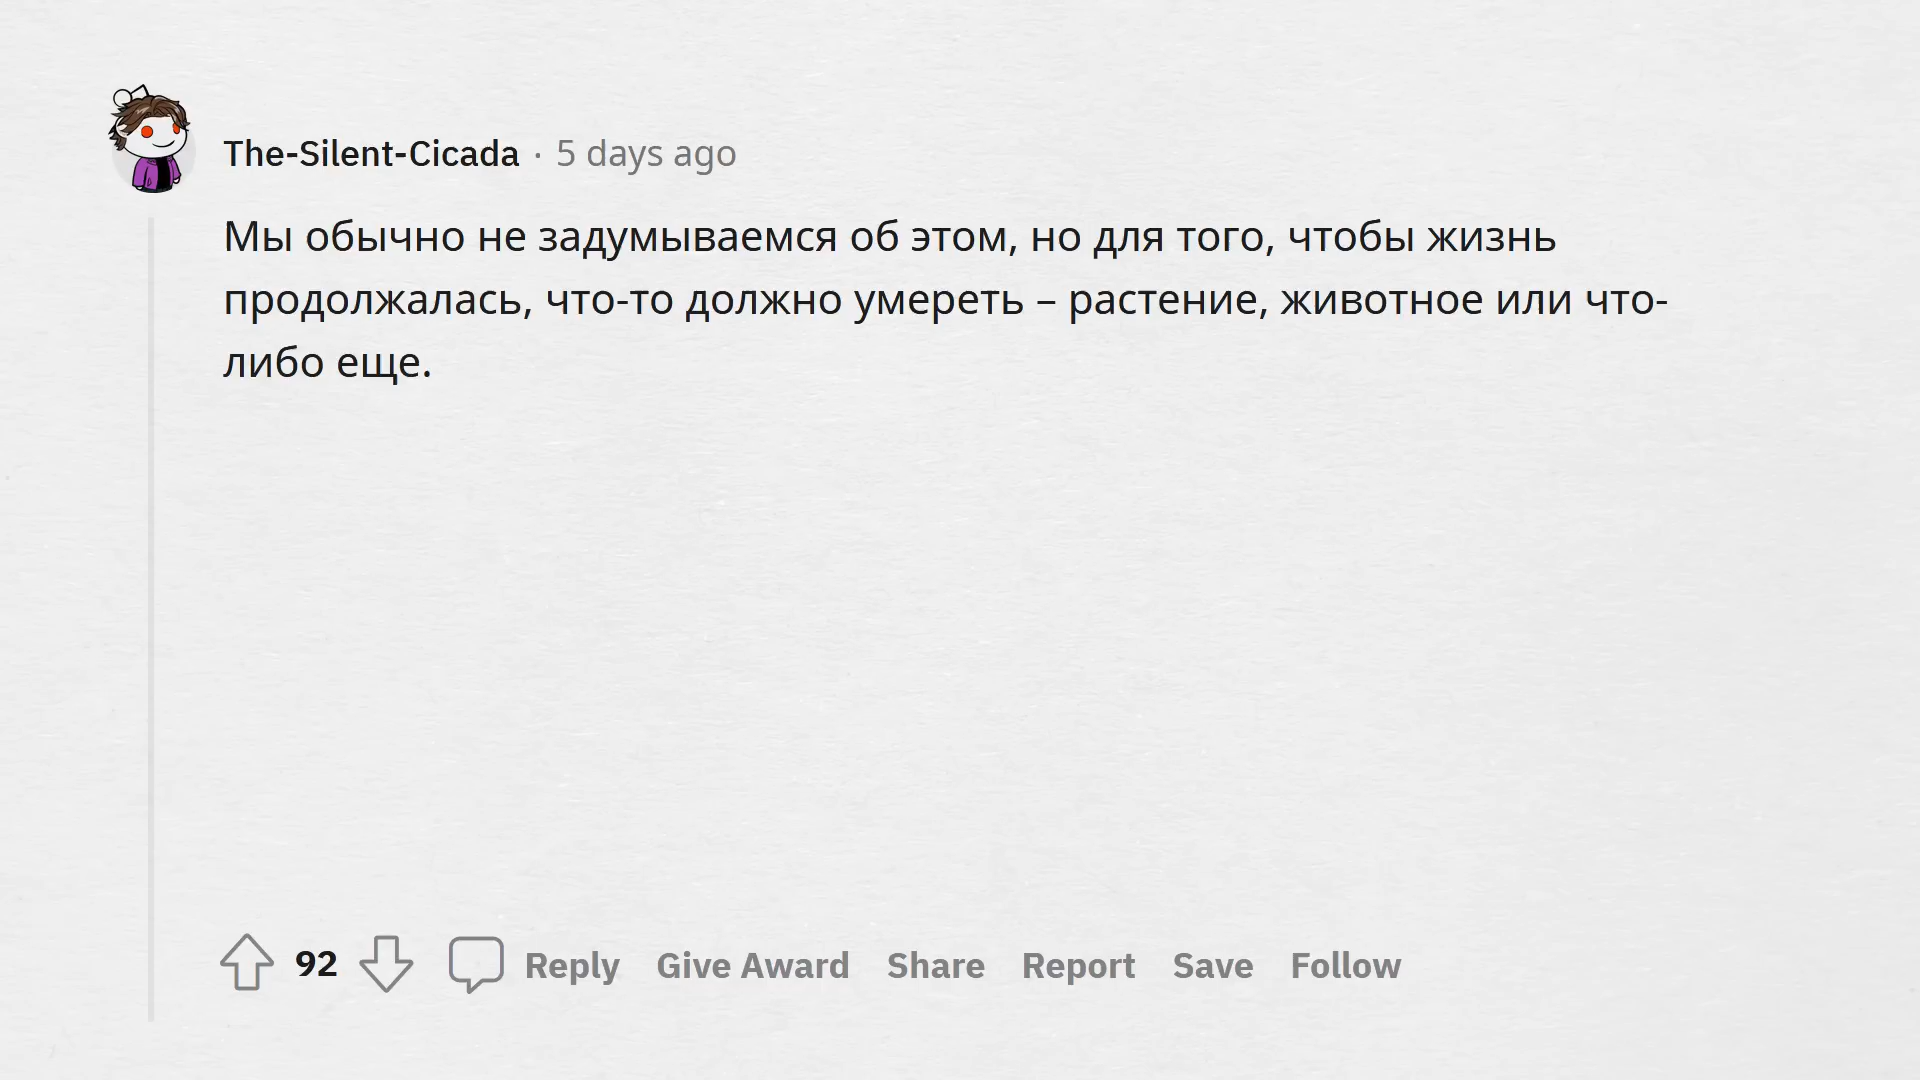 The-Silent-Cicada · 5 days ago
Мы обычно не задумываемся об этом, но для того, чтобы жизнь
продолжалась, что-то должно умереть – растение, животное или что-
либо еще.
92 Reply Give Award Share Report Save Follow